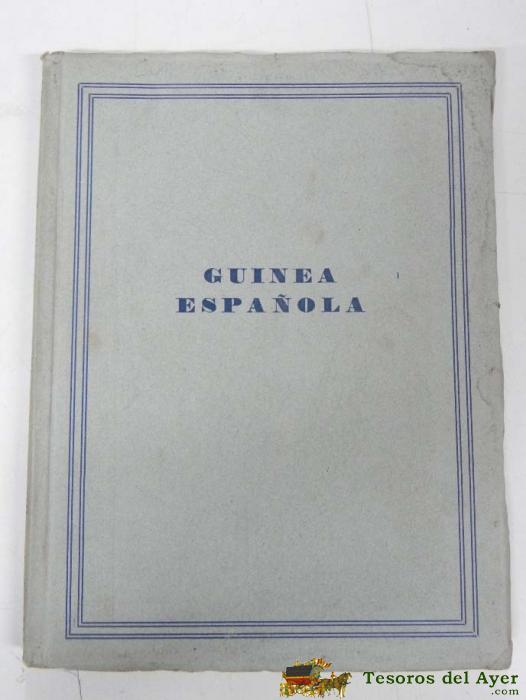 GUINEA
ESPAÑOLA
Tesoros del Ayer
.com